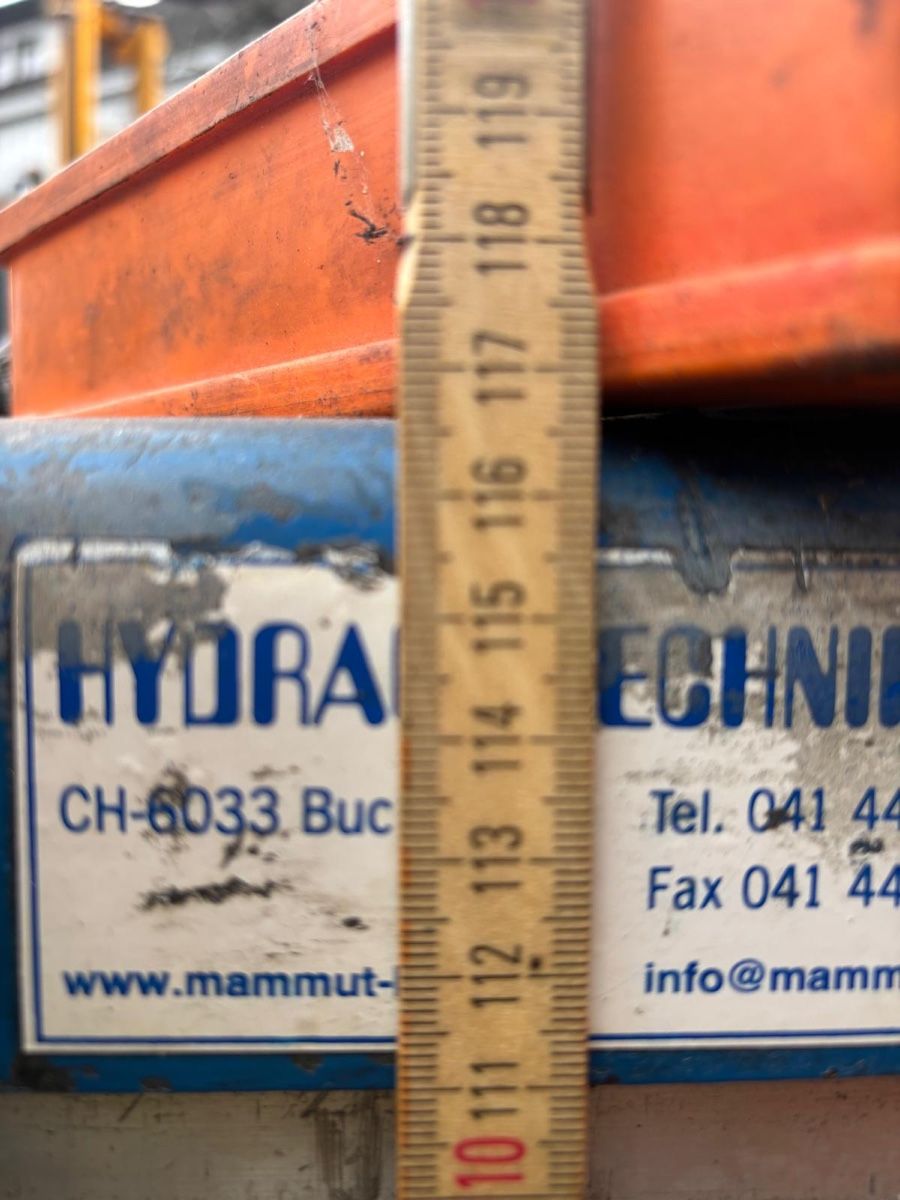 119
118
117
116
115
114
113
112
111
10
HYDRA ECHNI
CH-6033 Buc Tel. 041 44
Fax 041 44
www.mammut- info@mamm